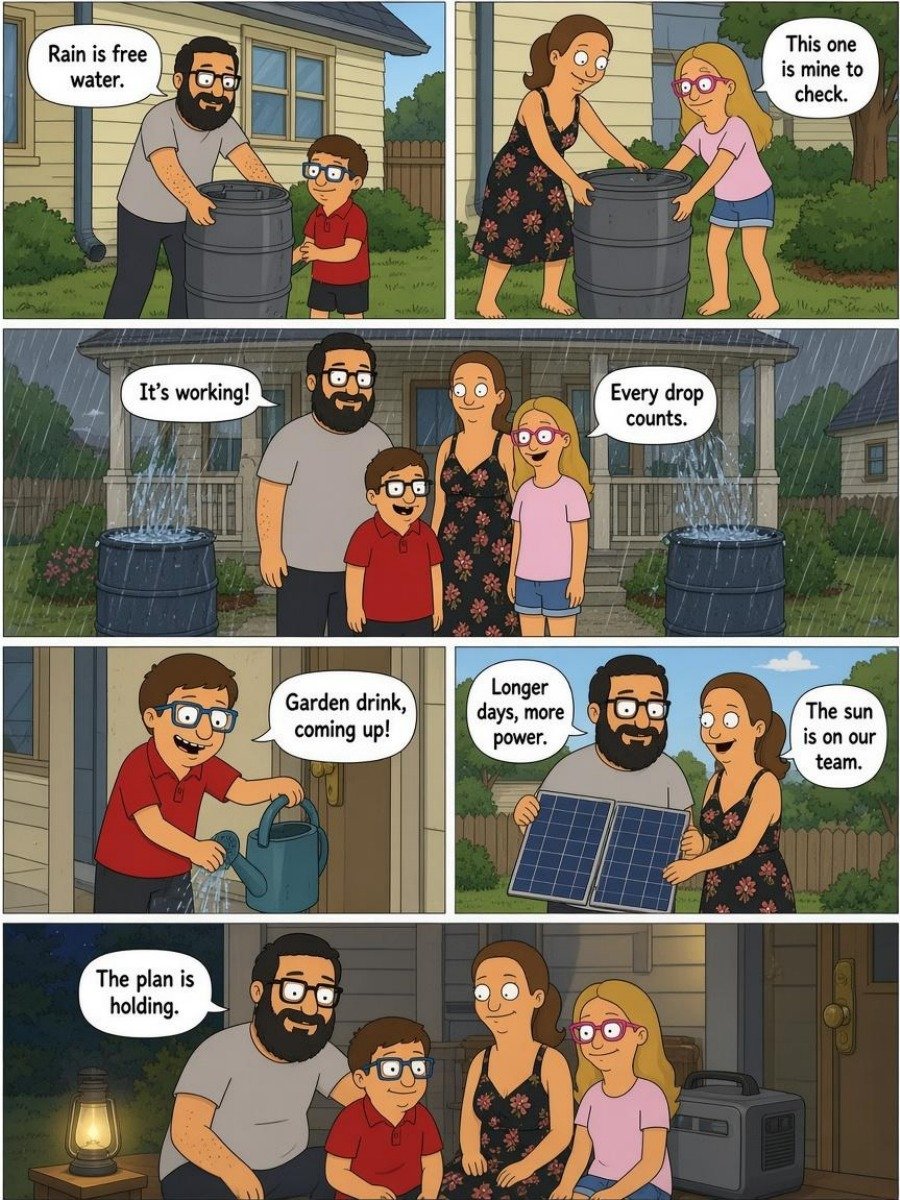 Rain is free
water.
This one
is mine to
check.
It's working!
Every drop
counts.
Garden drink,
coming up!
Longer
days, more
power.
The sun
is on our
team.
The plan is
holding.